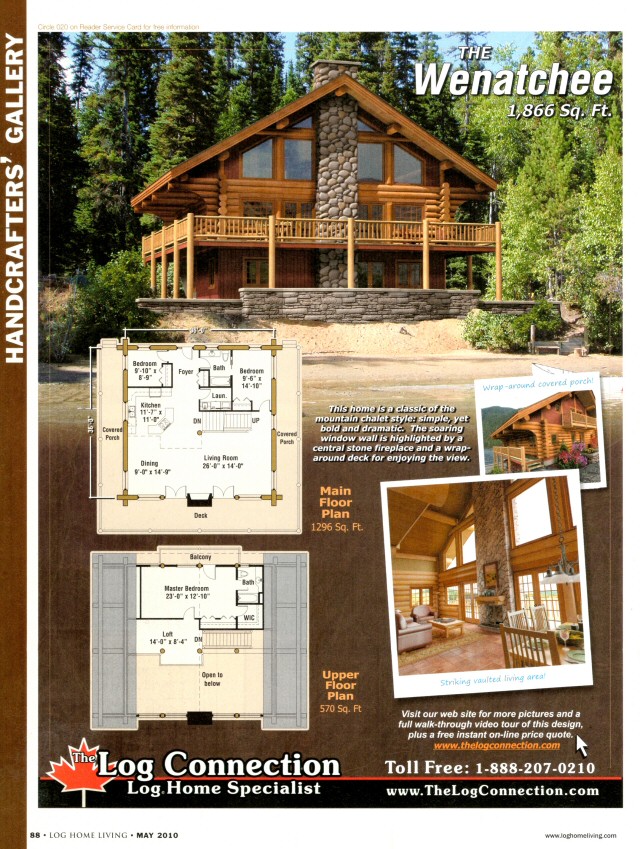 Circle 020 on Reader Service Card for free information
HANDCRAFTERS' GALLERY
THE
Wenatchee
1,866 Sq. Ft.
36'-0"
36'-0"
Bedroom
9'-10" x
8'-9"
Foyer
Bath
Bedroom
9'-6" x
14'-10"
Laun.
Kitchen
11'-7" x
11'-0"
DN
UP
Covered
Porch
Covered
Porch
Dining
9'-0" x 14'-9"
Living Room
26'-0" x 14'-0"
Deck
Main
Floor
Plan
1296 Sq. Ft.
This home is a classic of the
mountain chalet style: simple, yet
bold and dramatic. The soaring
window wall is highlighted by a
central stone fireplace and a wrap-
around deck for enjoying the view.
Wrap-around covered porch!
Balcony
Master Bedroom
23'-0" x 12'-10"
Bath
WIC
Loft
14'-0" x 8'-4"
DN
Open to
below
Upper
Floor
Plan
570 Sq. Ft
Striking vaulted living area!
Visit our web site for more pictures and a
full walk-through video tour of this design,
plus a free instant on-line price quote.
www.thelogconnection.com
The Log Connection
Log Home Specialist
Toll Free: 1-888-207-0210
www.TheLogConnection.com
88 • LOG HOME LIVING • MAY 2010
www.loghomeliving.com